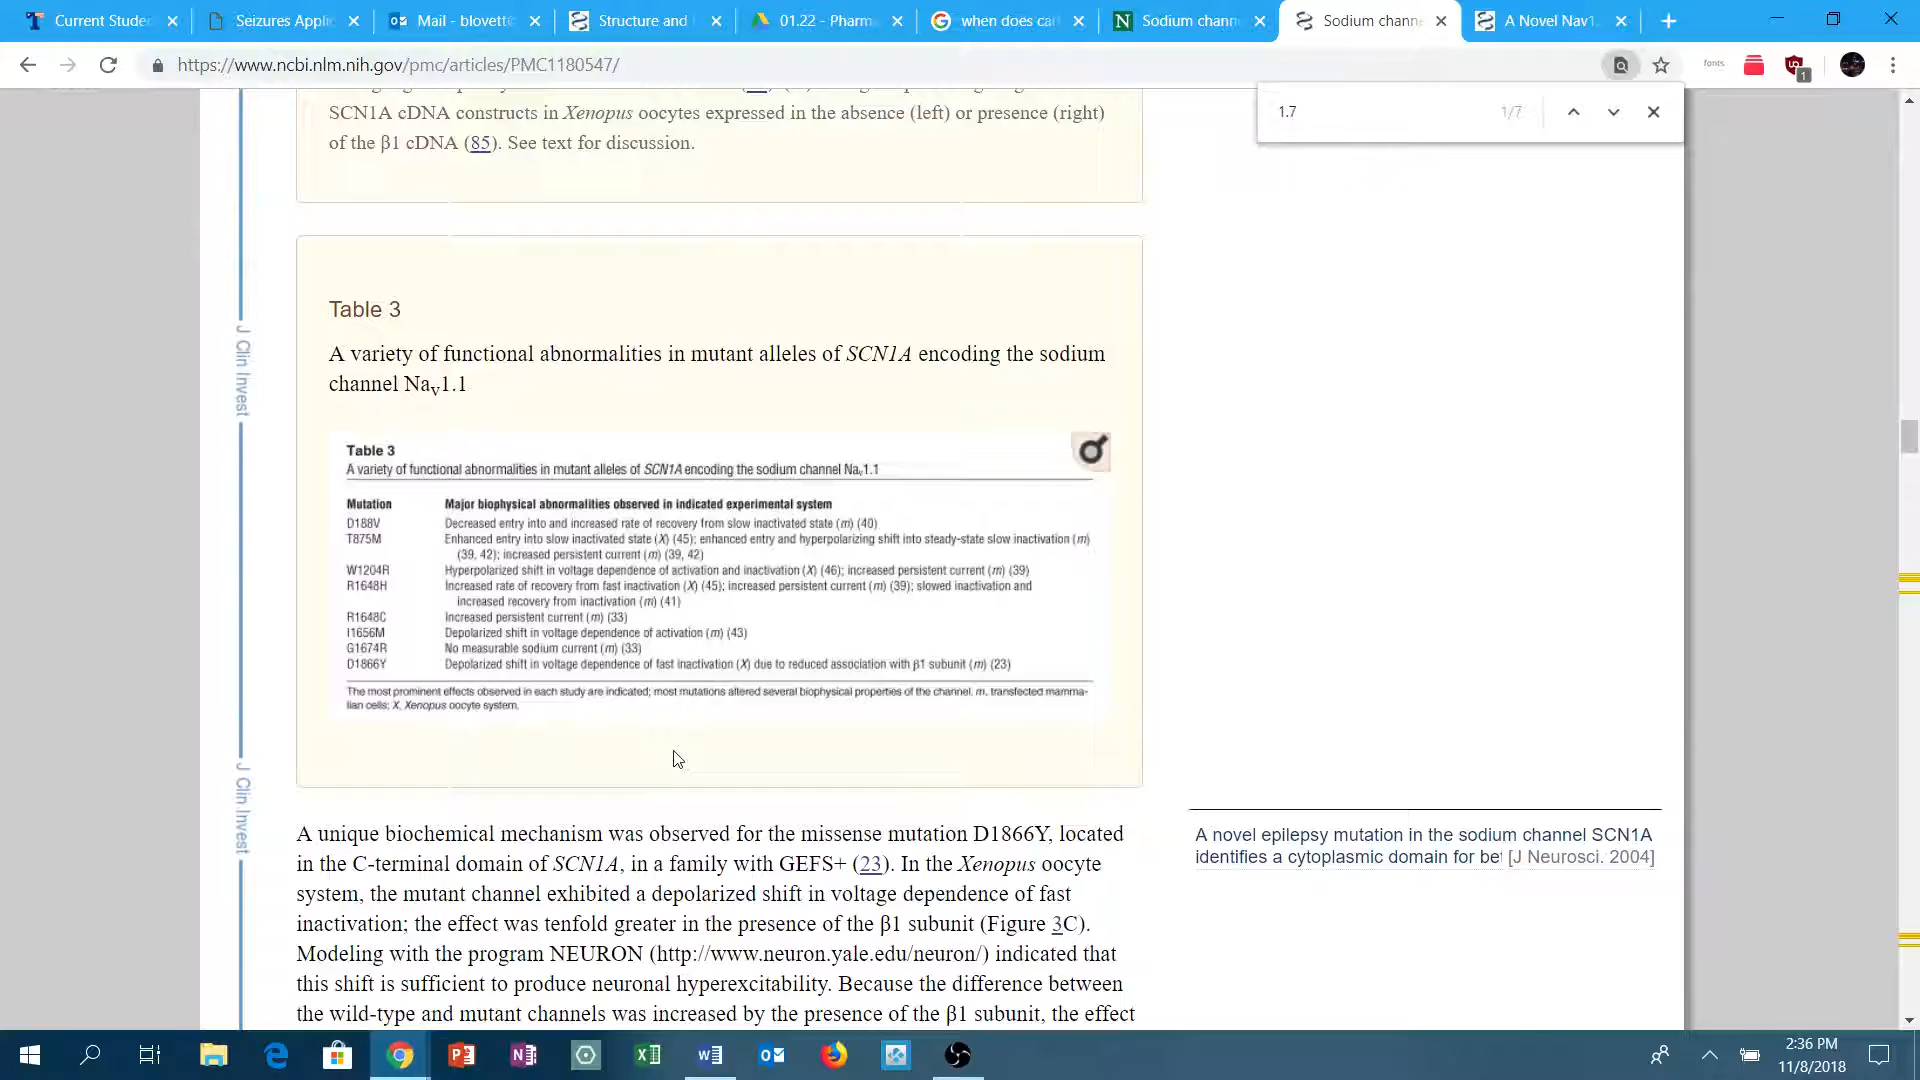 Current Stude
Seizures Appli
Mail - blovett
Structure and
01.22 - Pharm
when does ca
Sodium chann
Sodium chann
A Novel Nav1.
https://www.ncbi.nlm.nih.gov/pmc/articles/PMC1180547/
fonts
1
1.7
1/7
SCN1A cDNA constructs in Xenopus oocytes expressed in the absence (left) or presence (right)
of the β1 cDNA (85). See text for discussion.
J Clin Invest
J Clin Invest
Table 3
A variety of functional abnormalities in mutant alleles of SCN1A encoding the sodium
channel Nav1.1
Table 3
A variety of functional abnormalities in mutant alleles of SCN1A encoding the sodium channel Nav1.1
Mutation Major biophysical abnormalities observed in indicated experimental system
D188V Decreased entry into and increased rate of recovery from slow inactivated state (m) (40)
T875M Enhanced entry into slow inactivated state (X) (45); enhanced entry and hyperpolarizing shift into steady-state slow inactivation (m)
(39, 42); increased persistent current (m) (39, 42)
W1204R Hyperpolarized shift in voltage dependence of activation and inactivation (X) (46); increased persistent current (m) (39)
R1648H Increased rate of recovery from fast inactivation (X) (45); increased persistent current (m) (39); slowed inactivation and
increased recovery from inactivation (m) (41)
R1648C Increased persistent current (m) (33)
I1656M Depolarized shift in voltage dependence of activation (m) (43)
G1674R No measurable sodium current (m) (33)
D1866Y Depolarized shift in voltage dependence of fast inactivation (X) due to reduced association with β1 subunit (m) (23)
The most prominent effects observed in each study are indicated; most mutations altered several biophysical properties of the channel. m, transfected mamma-
lian cells; X, Xenopus oocyte system.
A unique biochemical mechanism was observed for the missense mutation D1866Y, located
in the C-terminal domain of SCN1A, in a family with GEFS+ (23). In the Xenopus oocyte
system, the mutant channel exhibited a depolarized shift in voltage dependence of fast
inactivation; the effect was tenfold greater in the presence of the β1 subunit (Figure 3C).
Modeling with the program NEURON (http://www.neuron.yale.edu/neuron/) indicated that
this shift is sufficient to produce neuronal hyperexcitability. Because the difference between
the wild-type and mutant channels was increased by the presence of the β1 subunit, the effect
A novel epilepsy mutation in the sodium channel SCN1A
identifies a cytoplasmic domain for be [J Neurosci. 2004]
2:36 PM
11/8/2018